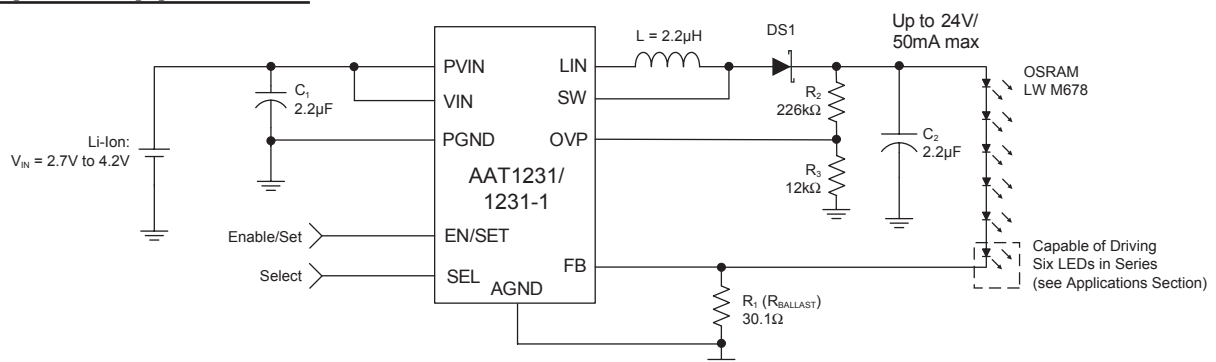 Up to 24V/
50mA max
L = 2.2µH
DS1
PVIN
LIN
OSRAM
LW M678
C₁
2.2µF
VIN
SW
R₂
226kΩ
Li-Ion:
V_IN = 2.7V to 4.2V
PGND
OVP
C₂
2.2µF
AAT1231/
1231-1
R₃
12kΩ
Enable/Set
EN/SET
Select
SEL
FB
AGND
Capable of Driving
Six LEDs in Series
(see Applications Section)
R₁ (R_BALLAST)
30.1Ω